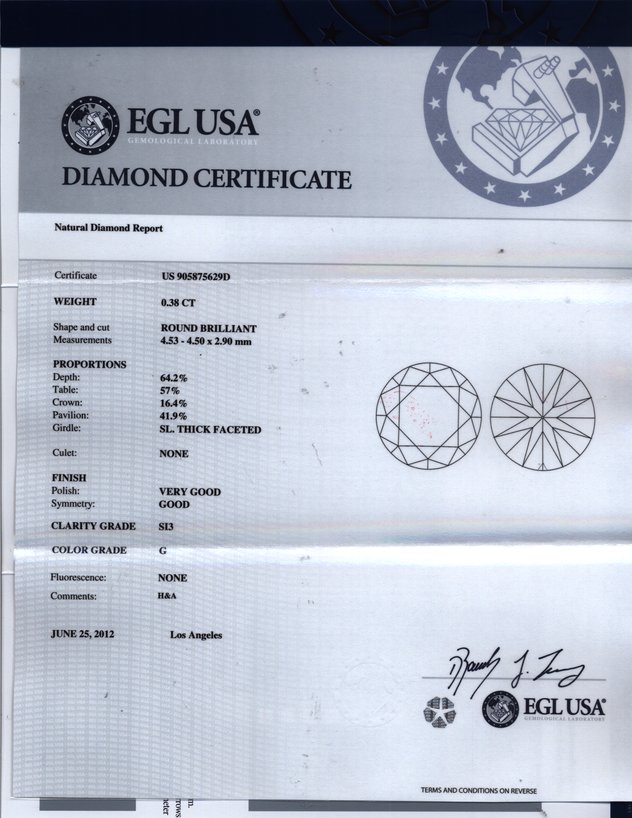 EGL USA®
GEMOLOGICAL LABORATORY
DIAMOND CERTIFICATE
Natural Diamond Report
Certificate US 905875629D
WEIGHT 0.38 CT
Shape and cut ROUND BRILLIANT
Measurements 4.53 - 4.50 x 2.90 mm
PROPORTIONS
Depth: 64.2%
Table: 57%
Crown: 16.4%
Pavilion: 41.9%
Girdle: SL. THICK FACETED
Culet: NONE
FINISH
Polish: VERY GOOD
Symmetry: GOOD
CLARITY GRADE SI3
COLOR GRADE G
Fluorescence: NONE
Comments: H&A
JUNE 25, 2012 Los Angeles
EGL USA®
GEMOLOGICAL LABORATORY
TERMS AND CONDITIONS ON REVERSE